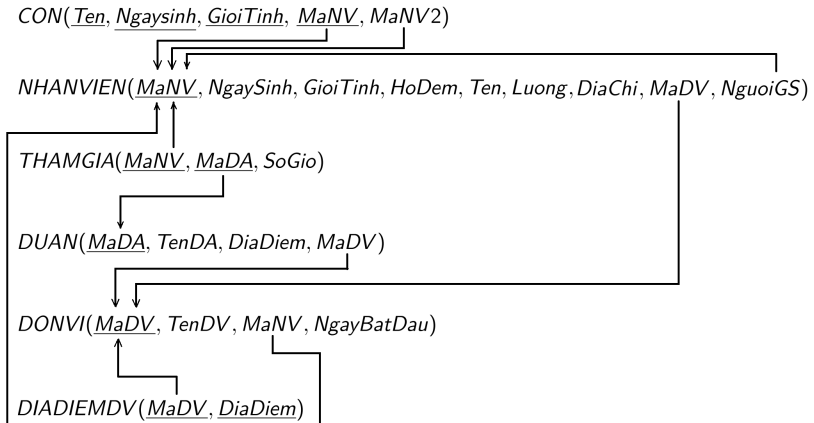 CON(Ten, Ngaysinh, GioiTinh, MaNV, MaNV2)
NHANVIEN(MaNV, NgaySinh, GioiTinh, HoDem, Ten, Luong, DiaChi, MaDV, NguoiGS)
THAMGIA(MaNV, MaDA, SoGio)
DUAN(MaDA, TenDA, DiaDiem, MaDV)
DONVI(MaDV, TenDV, MaNV, NgayBatDau)
DIADIEMDV(MaDV, DiaDiem)